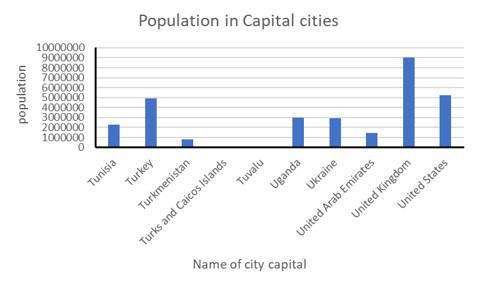 Population in Capital cities
population
10000000
9000000
8000000
7000000
6000000
5000000
4000000
3000000
2000000
1000000
0
Tunisia
Turkey
Turkmenistan
Turks and Caicos Islands
Tuvalu
Uganda
Ukraine
United Arab Emirates
United Kingdom
United States
Name of city capital